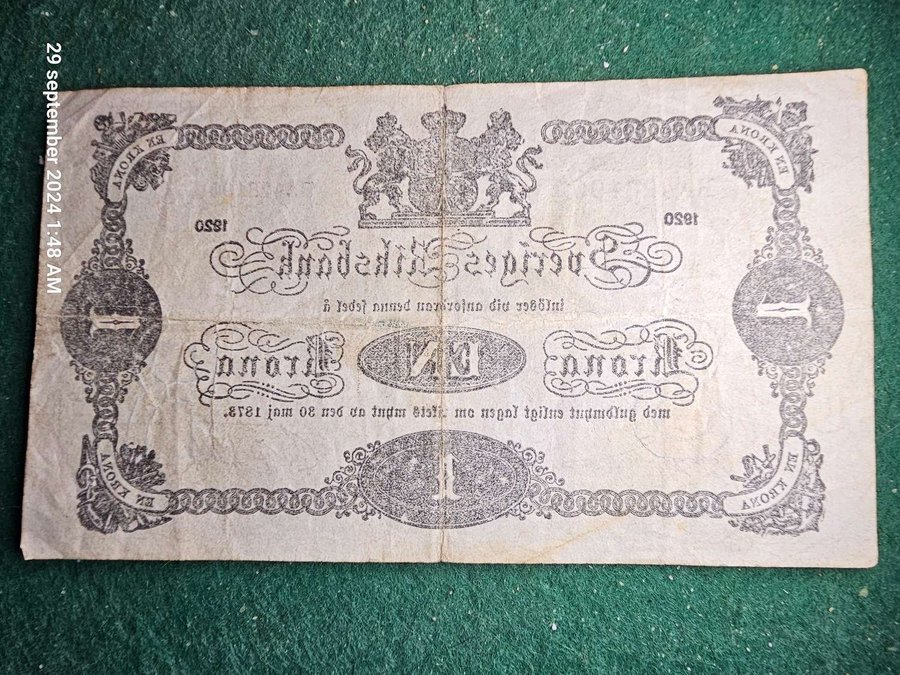 29 september 2024 1:48 AM
EN KRONA
EN KRONA
1920
1920
Sveriges Riksbank
inlöser vid anfordran denna sedel å
1
Krona EN Krona
1
med guldmynt enligt lagen om rikets mynt av den 30 maj 1873.
EN KRONA
1
EN KRONA